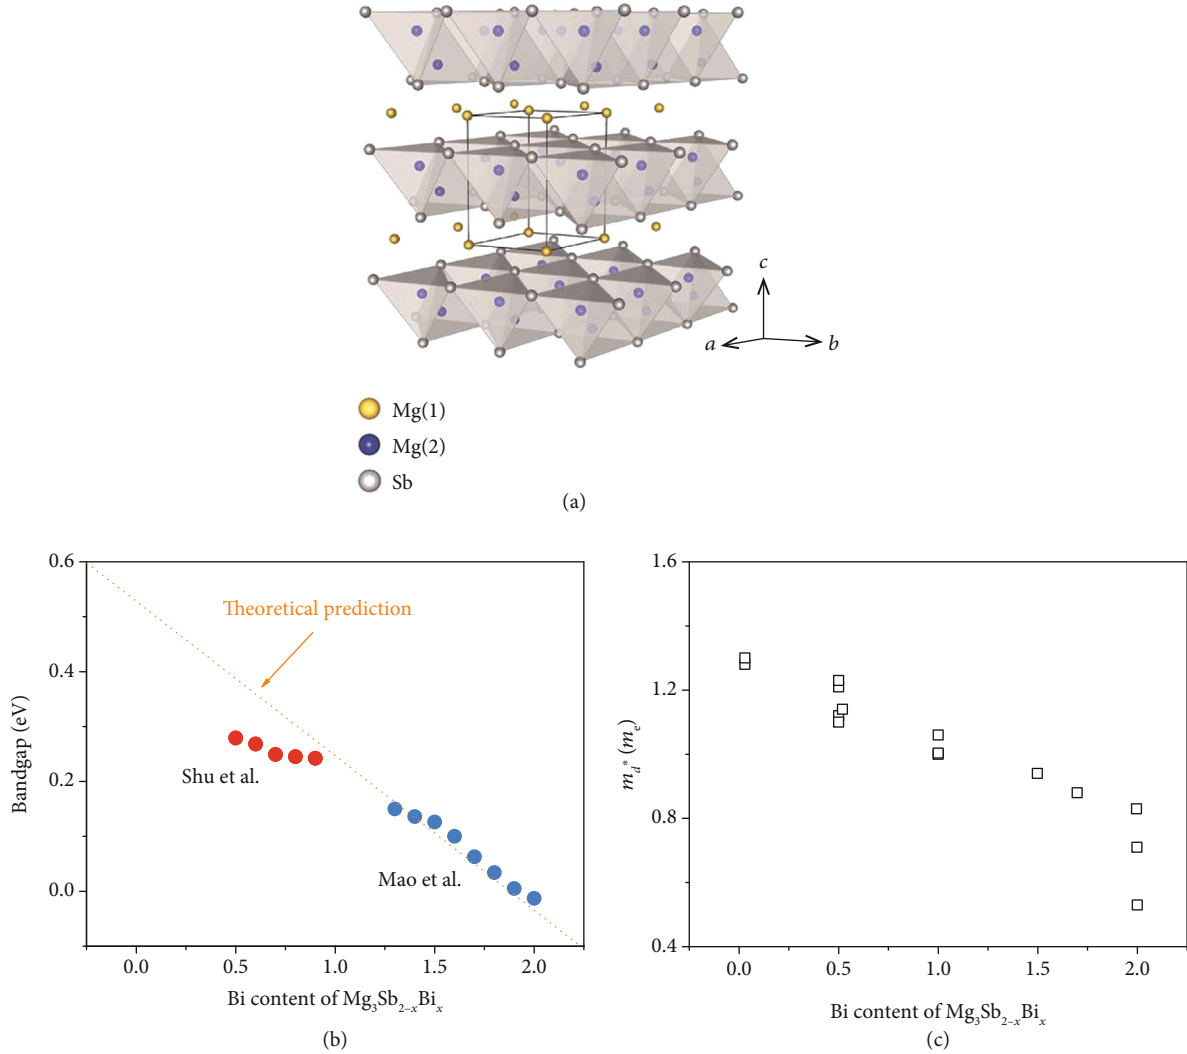 c
a
b
Mg(1)
Mg(2)
Sb
(a)
0.6
0.4
0.2
0.0
Bandgap (eV)
Theoretical prediction
Shu et al.
Mao et al.
0.0 0.5 1.0 1.5 2.0
Bi content of Mg₃Sb₂₋ₓBiₓ
(b)
1.6
1.2
0.8
0.4
m_d* (mₑ)
0.0 0.5 1.0 1.5 2.0
Bi content of Mg₃Sb₂₋ₓBiₓ
(c)